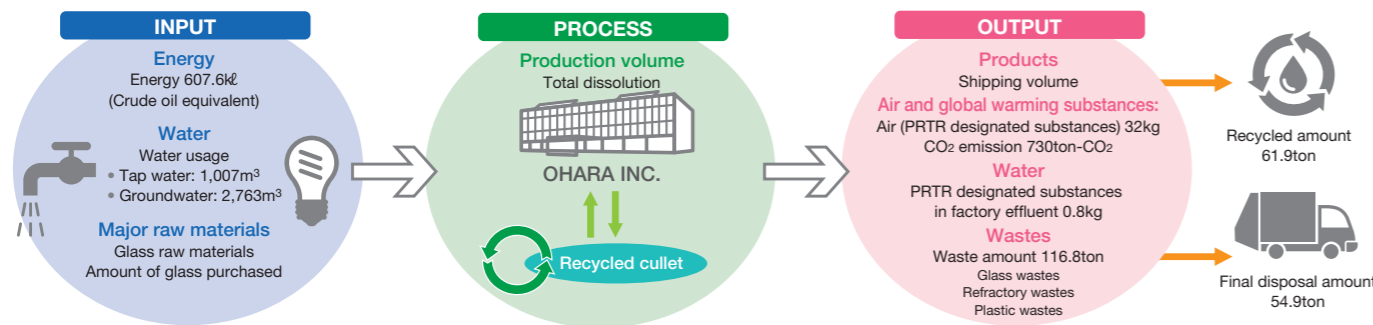 INPUT
Energy
Energy 607.6kℓ
(Crude oil equivalent)
Water
Water usage
• Tap water: 1,007m³
• Groundwater: 2,763m³
Major raw materials
Glass raw materials
Amount of glass purchased
PROCESS
Production volume
Total dissolution
OHARA INC.
Recycled cullet
OUTPUT
Products
Shipping volume
Air and global warming substances:
Air (PRTR designated substances) 32kg
CO₂ emission 730ton-CO₂
Water
PRTR designated substances
in factory effluent 0.8kg
Wastes
Waste amount 116.8ton
Glass wastes
Refractory wastes
Plastic wastes
Recycled amount
61.9ton
Final disposal amount
54.9ton